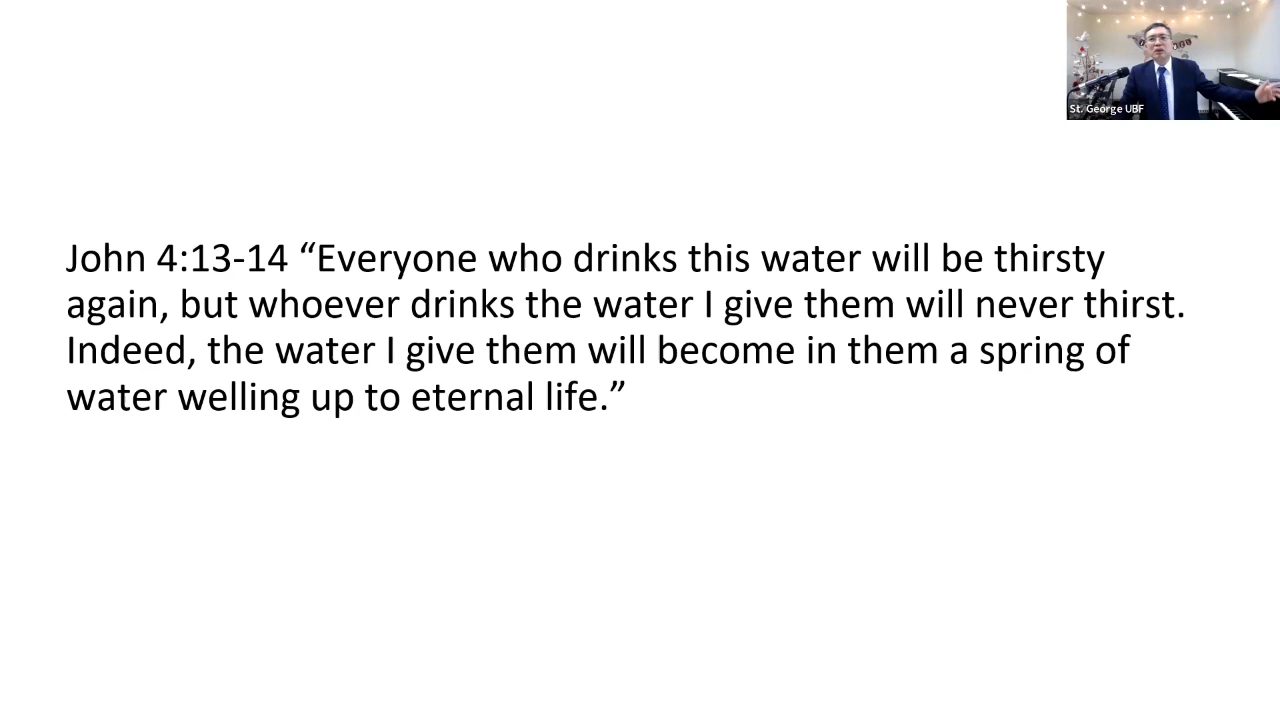 St. George UBF
John 4:13-14 “Everyone who drinks this water will be thirsty
again, but whoever drinks the water I give them will never thirst.
Indeed, the water I give them will become in them a spring of
water welling up to eternal life.”